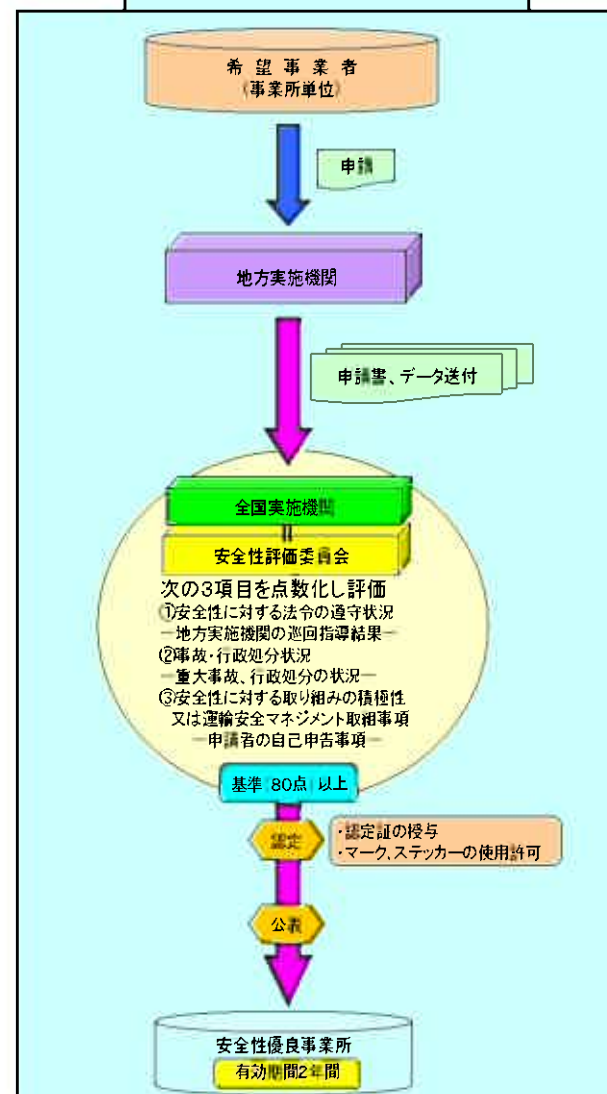 希望事業者
(事業所単位)
申請
地方実施機関
申請書、データ送付
全国実施機関
安全性評価委員会
次の3項目を点数化し評価
①安全性に対する法令の遵守状況
―地方実施機関の巡回指導結果―
②事故・行政処分状況
―重大事故、行政処分の状況―
③安全性に対する取り組みの積極性
又は運輸安全マネジメント取組事項
―申請者の自己申告事項―
基準(80点)以上
認定
・認定証の授与
・マーク、ステッカーの使用許可
公表
安全性優良事業所
有効期間2年間